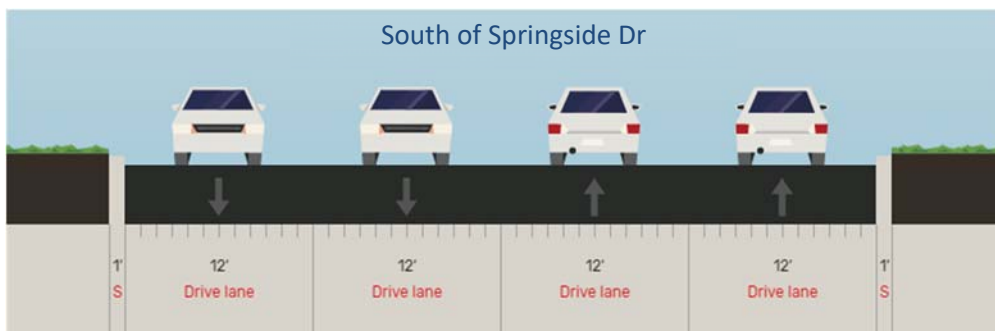 South of Springside Dr
1' 12' 12' 12' 12' 1'
S Drive lane Drive lane Drive lane Drive lane S